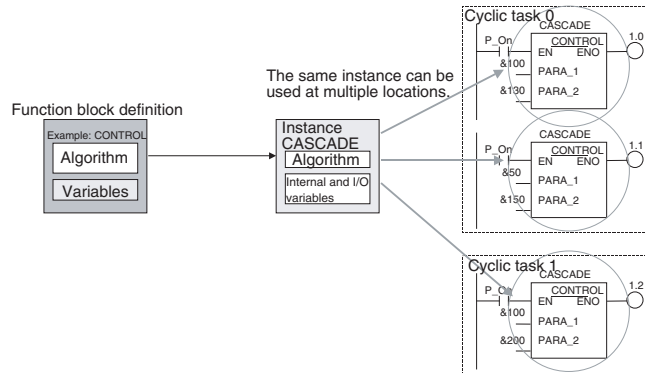 Cyclic task 0
CASCADE
P_On
CONTROL
1.0
EN ENO
&100
PARA_1
&130
PARA_2
The same instance can be
used at multiple locations.
Function block definition
Example: CONTROL
Algorithm
Variables
Instance
CASCADE
Algorithm
Internal and I/O
variables
CASCADE
P_On
CONTROL
1.1
EN ENO
&50
PARA_1
&150
PARA_2
Cyclic task 1
CASCADE
P_On
CONTROL
1.2
EN ENO
&100
PARA_1
&200
PARA_2